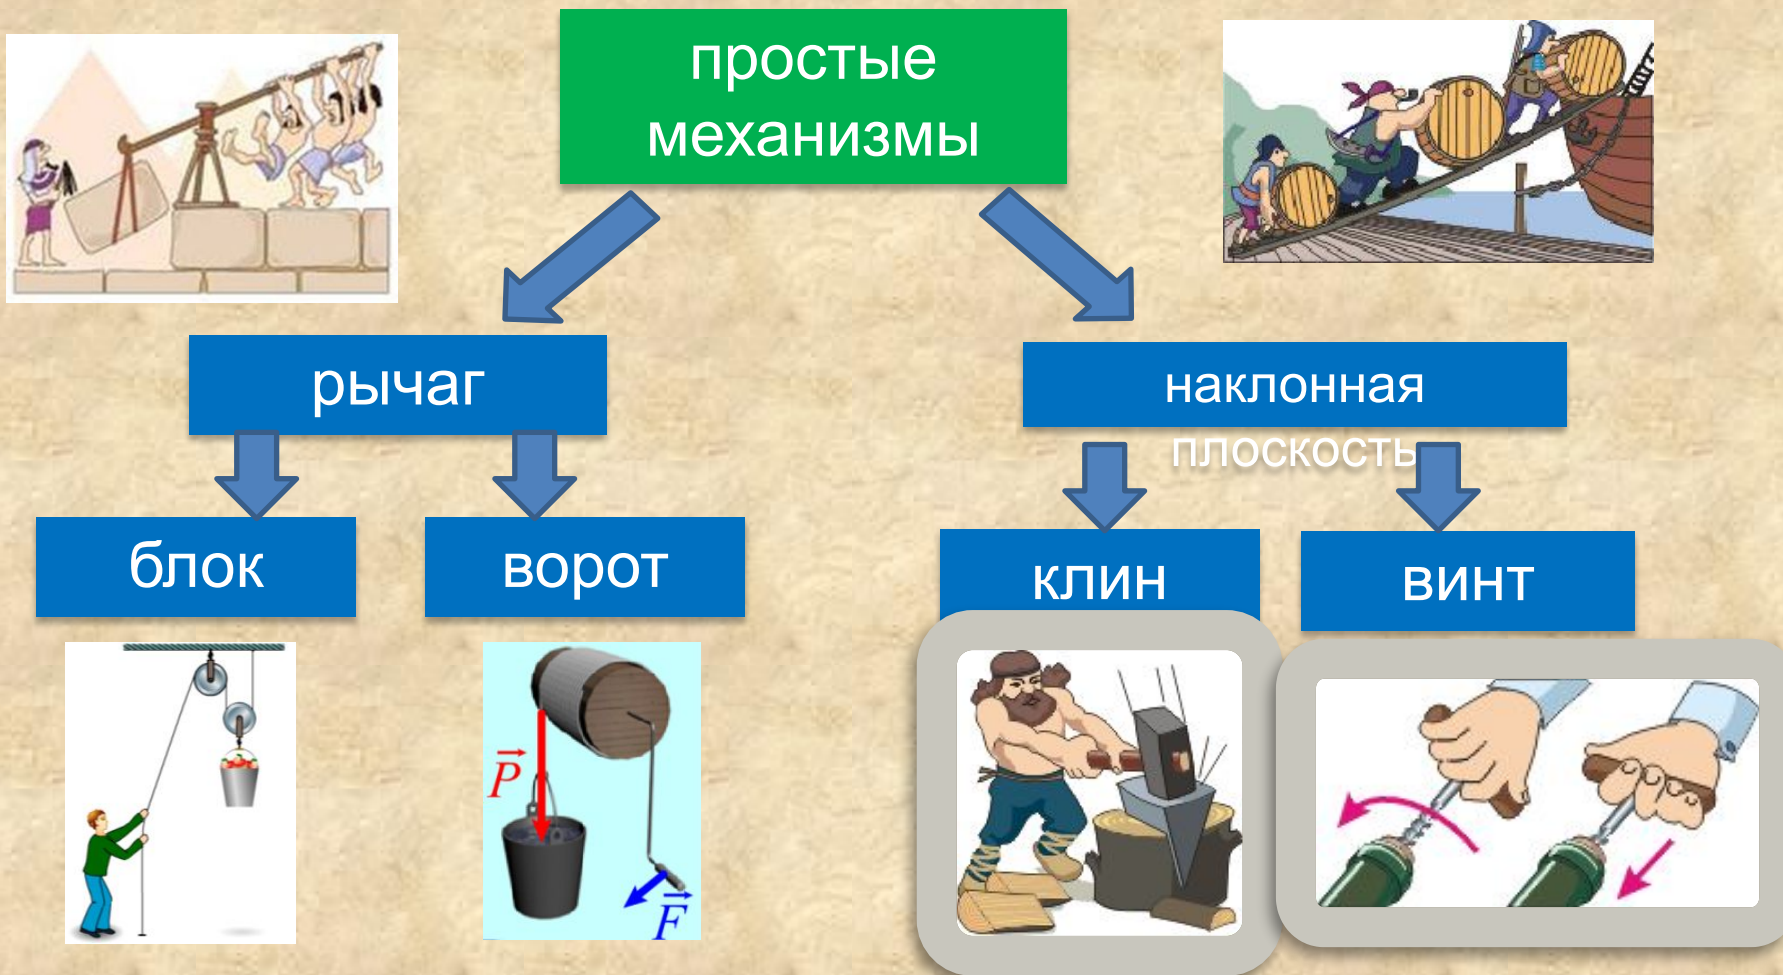 простые
механизмы
рычаг
наклонная
плоскость
блок
ворот
клин
винт
P
F